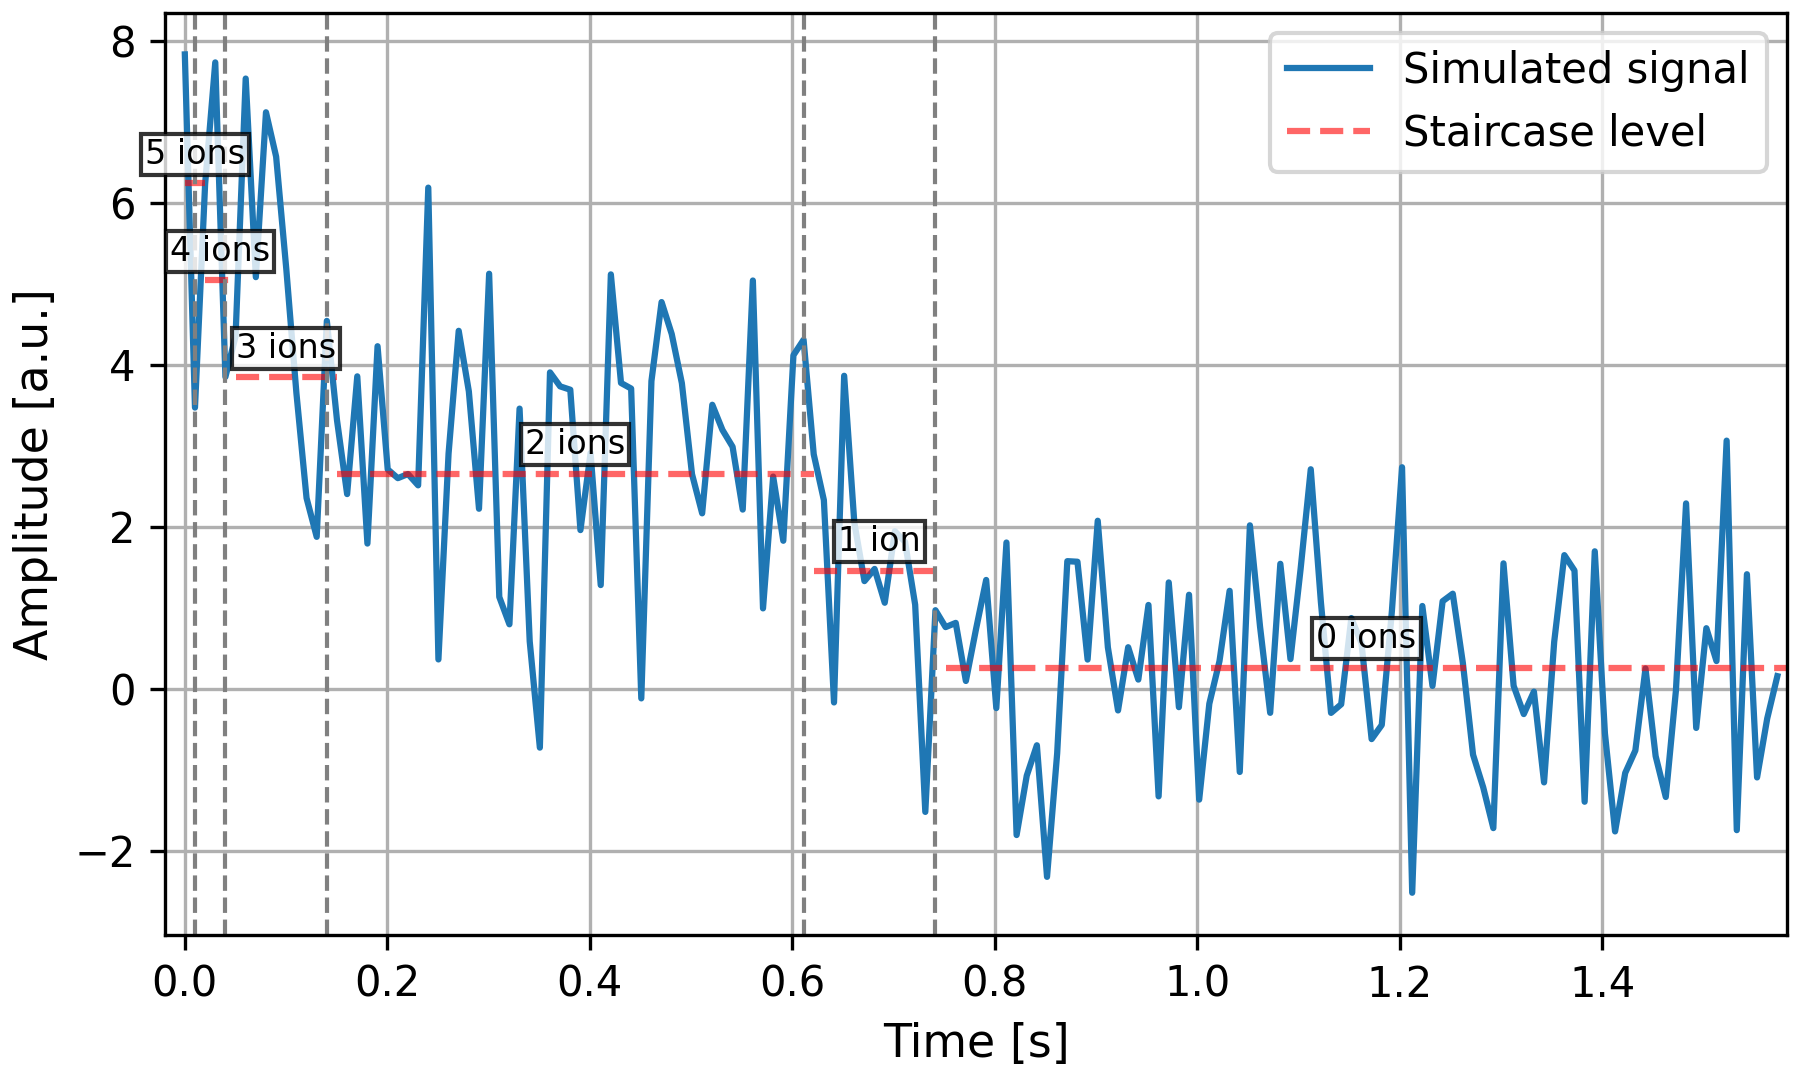 Amplitude [a.u.]
8
6
4
2
0
−2
Simulated signal
Staircase level
5 ions
4 ions
3 ions
2 ions
1 ion
0 ions
0.0 0.2 0.4 0.6 0.8 1.0 1.2 1.4
Time [s]